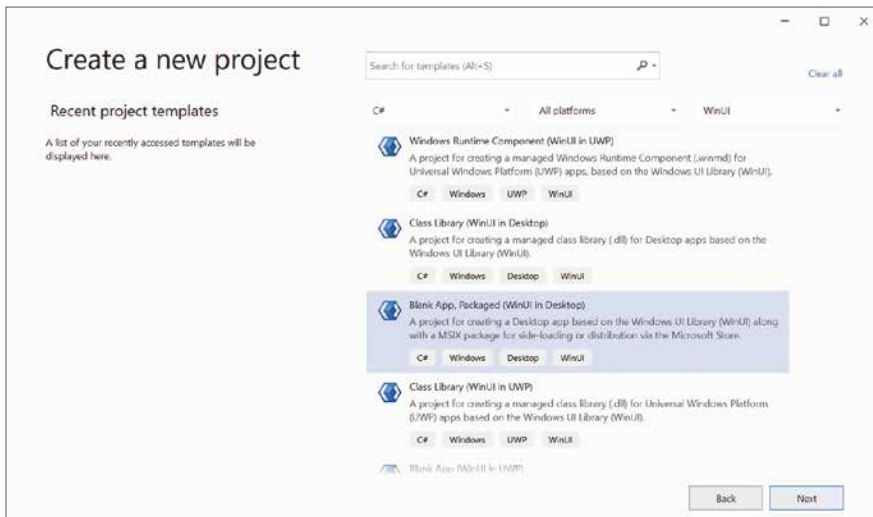 Create a new project
Search for templates (Alt+S)
Clear all
Recent project templates
A list of your recently accessed templates will be
displayed here.
C#
All platforms
WinUI
Windows Runtime Component (WinUI in UWP)
A project for creating a managed Windows Runtime Component (.winmd) for
Universal Windows Platform (UWP) apps, based on the Windows UI Library (WinUI).
C# Windows UWP WinUI
Class Library (WinUI in Desktop)
A project for creating a managed class library (.dll) for Desktop apps based on the
Windows UI Library (WinUI).
C# Windows Desktop WinUI
Blank App, Packaged (WinUI in Desktop)
A project for creating a Desktop app based on the Windows UI Library (WinUI) along
with a MSIX package for side-loading or distribution via the Microsoft Store.
C# Windows Desktop WinUI
Class Library (WinUI in UWP)
A project for creating a managed class library (.dll) for Universal Windows Platform
(UWP) apps based on the Windows UI Library (WinUI).
C# Windows UWP WinUI
Blank App (WinUI in UWP)
Back
Next